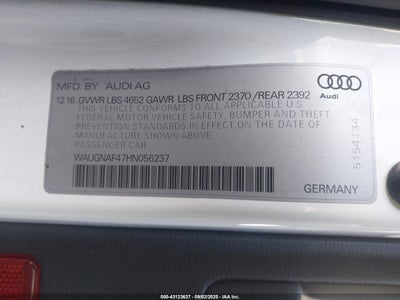 MFD. BY AUDI AG
Audi
12 16 GVWR LBS 4652 GAWR LBS FRONT 2370 /REAR 2392
THIS VEHICLE CONFORMS TO ALL APPLICABLE U.S
FEDERAL MOTOR VEHICLE SAFETY, BUMPER AND THEFT
PREVENTION STANDARDS IN EFFECT ON THE DATE OF
MANUFACTURE SHOWN ABOVE
PASSENGER CAR
WAUGNAF47HN056237
5154134
GERMANY
000-43123637 - 09/02/2025 - IAAI.COM